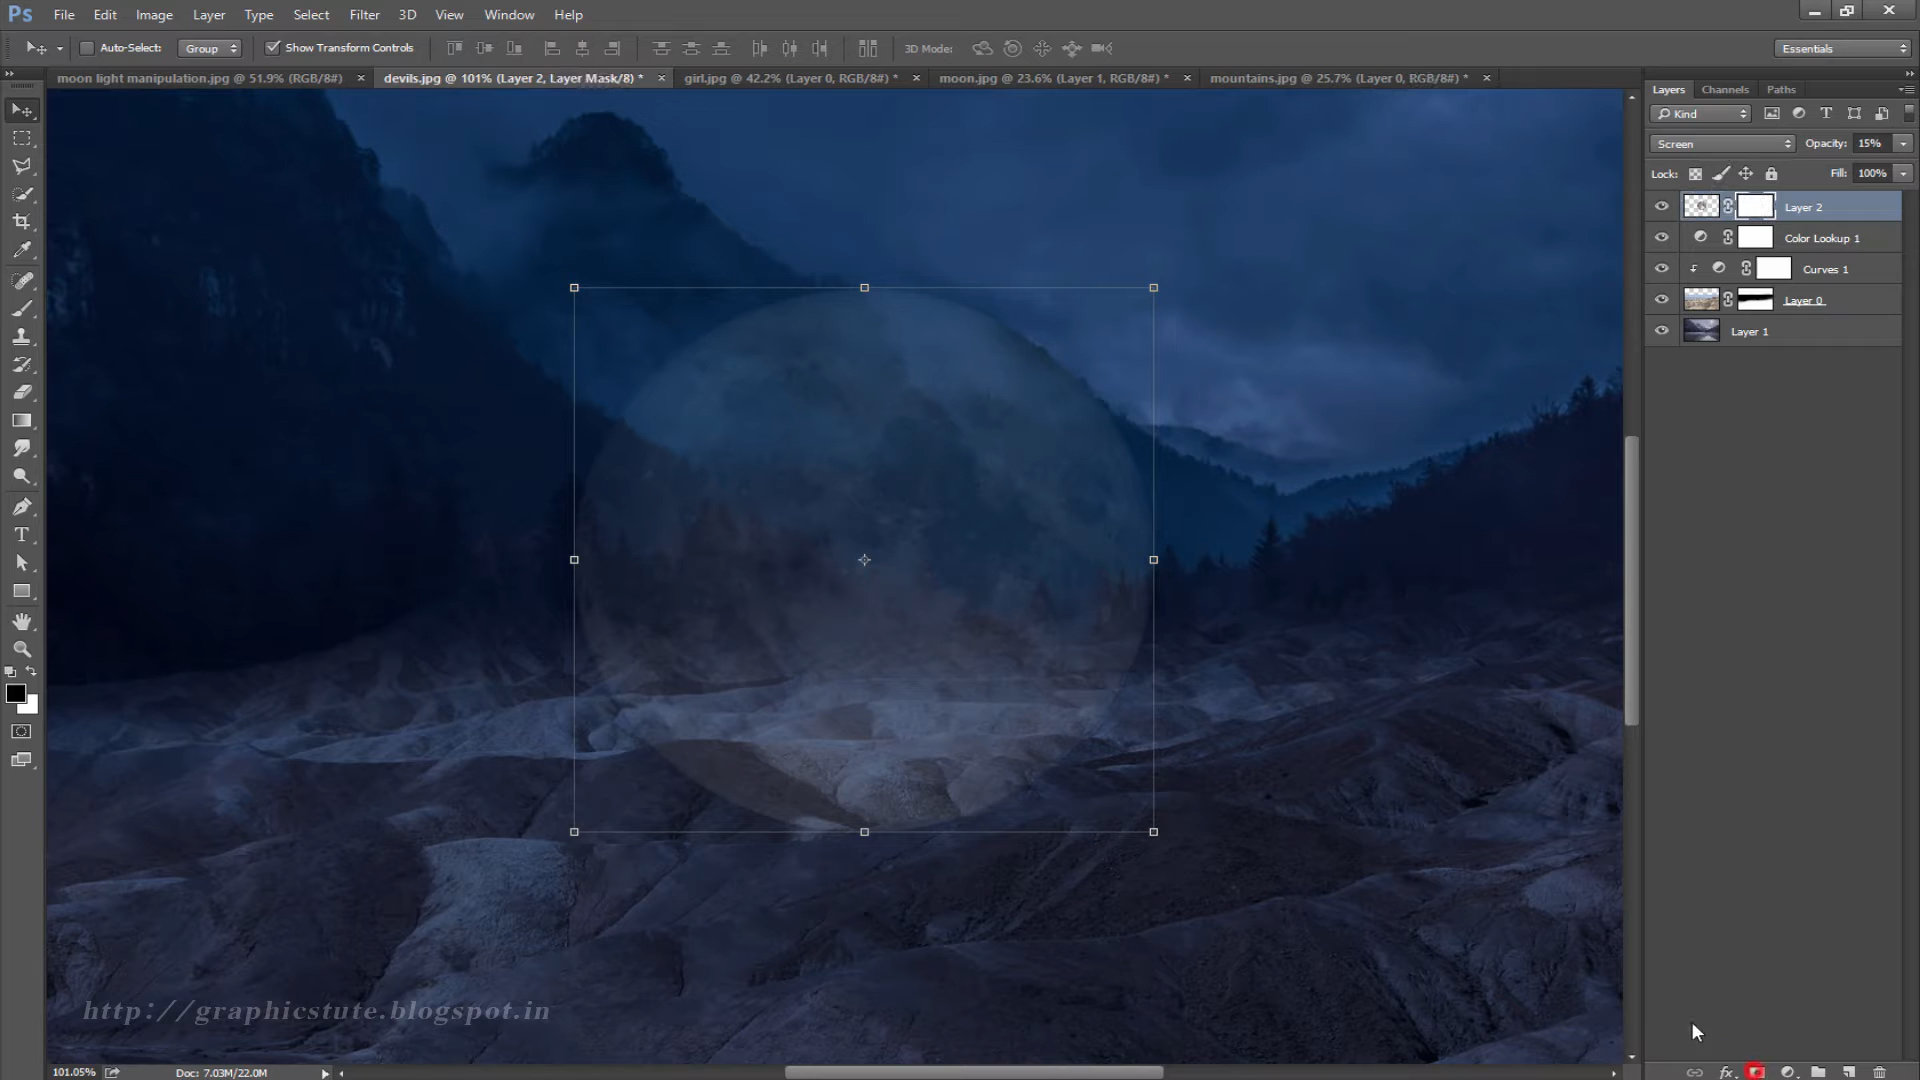 Ps File Edit Image Layer Type Select Filter 3D View Window Help
Auto-Select: Group Show Transform Controls 3D Mode: Essentials
moon light manipulation.jpg @ 51.9% (RGB/8#) × devils.jpg @ 101% (Layer 2, Layer Mask/8) * × girl.jpg @ 42.2% (Layer 0, RGB/8#) * × moon.jpg @ 23.6% (Layer 1, RGB/8#) * × mountains.jpg @ 25.7% (Layer 0, RGB/8#) * ×
Layers Channels Paths
Kind
Screen Opacity: 15%
Lock: Fill: 100%
Layer 2
Color Lookup 1
Curves 1
Layer 0
Layer 1
http://graphicstute.blogspot.in
101.05% Doc: 7.03M/22.0M
fx